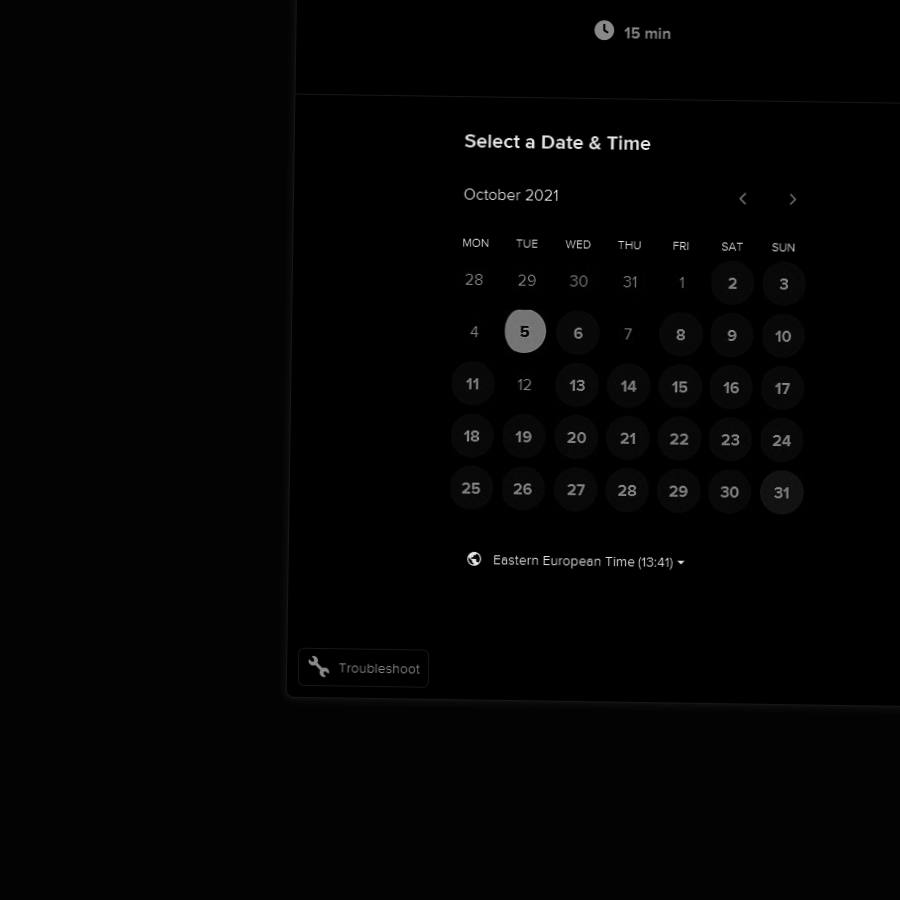 15 min
Select a Date & Time
October 2021
MON TUE WED THU FRI SAT SUN
28 29 30 31 1 2 3
4 5 6 7 8 9 10
11 12 13 14 15 16 17
18 19 20 21 22 23 24
25 26 27 28 29 30 31
Eastern European Time (13:41)
Troubleshoot